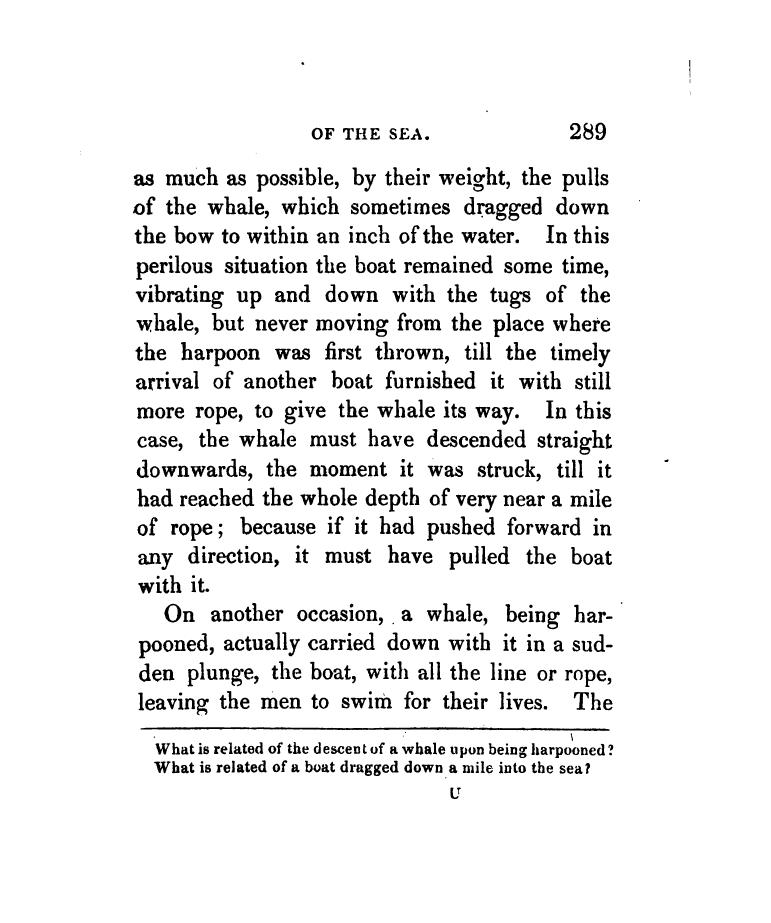 OF THE SEA. 289
as much as possible, by their weight, the pulls
of the whale, which sometimes dragged down
the bow to within an inch of the water. In this
perilous situation the boat remained some time,
vibrating up and down with the tugs of the
whale, but never moving from the place where
the harpoon was first thrown, till the timely
arrival of another boat furnished it with still
more rope, to give the whale its way. In this
case, the whale must have descended straight
downwards, the moment it was struck, till it
had reached the whole depth of very near a mile
of rope; because if it had pushed forward in
any direction, it must have pulled the boat
with it.
On another occasion, a whale, being har-
pooned, actually carried down with it in a sud-
den plunge, the boat, with all the line or rope,
leaving the men to swim for their lives. The
What is related of the descent of a whale upon being harpooned?
What is related of a boat dragged down a mile into the sea?
U